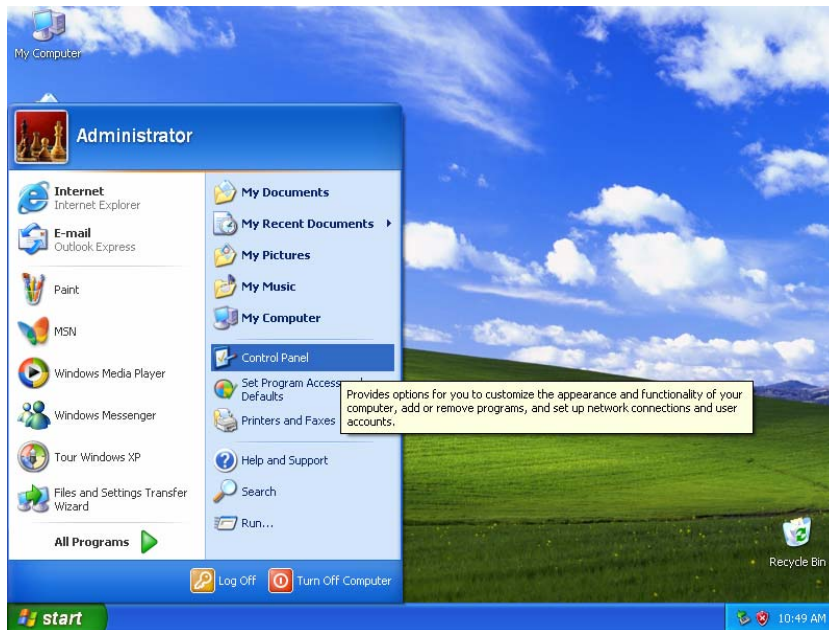 My Computer
Administrator
Internet
Internet Explorer
E-mail
Outlook Express
Paint
MSN
Windows Media Player
Windows Messenger
Tour Windows XP
Files and Settings Transfer
Wizard
All Programs
My Documents
My Recent Documents
My Pictures
My Music
My Computer
Control Panel
Set Program Access
Defaults
Printers and Faxes
Help and Support
Search
Run...
Provides options for you to customize the appearance and functionality of your
computer, add or remove programs, and set up network connections and user
accounts.
Log Off
Turn Off Computer
Recycle Bin
start
10:49 AM